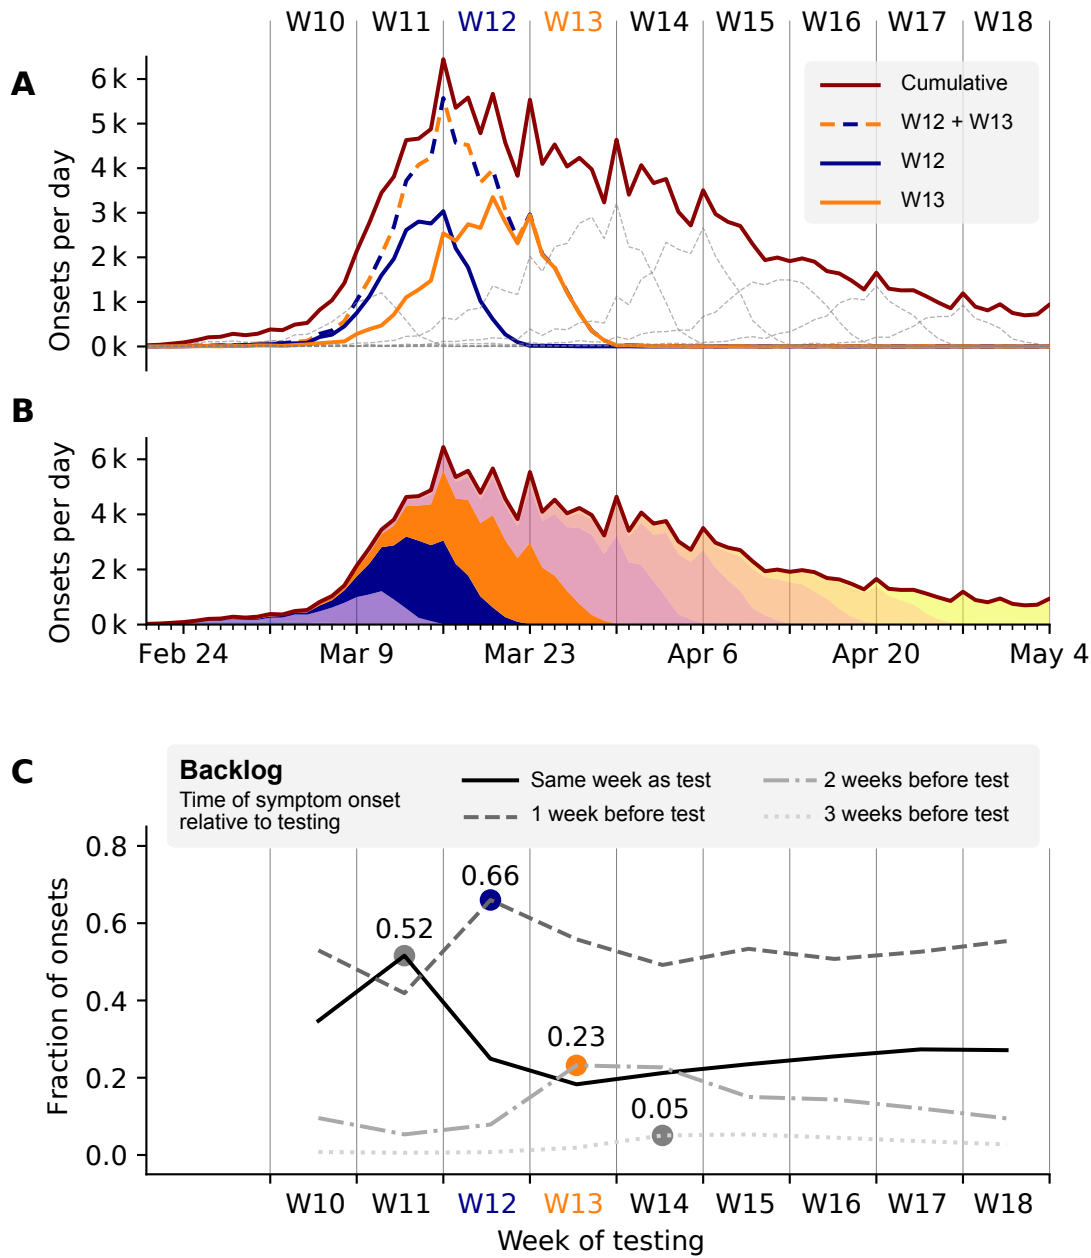 W10 W11 W12 W13 W14 W15 W16 W17 W18
A
Onsets per day
6 k
5 k
4 k
3 k
2 k
1 k
0 k
Cumulative
W12 + W13
W12
W13
B
Onsets per day
6 k
4 k
2 k
0 k
Feb 24 Mar 9 Mar 23 Apr 6 Apr 20 May 4
C
Backlog
Time of symptom onset
relative to testing
Same week as test
1 week before test
2 weeks before test
3 weeks before test
Fraction of onsets
0.8
0.6
0.4
0.2
0.0
0.52
0.66
0.23
0.05
W10 W11 W12 W13 W14 W15 W16 W17 W18
Week of testing